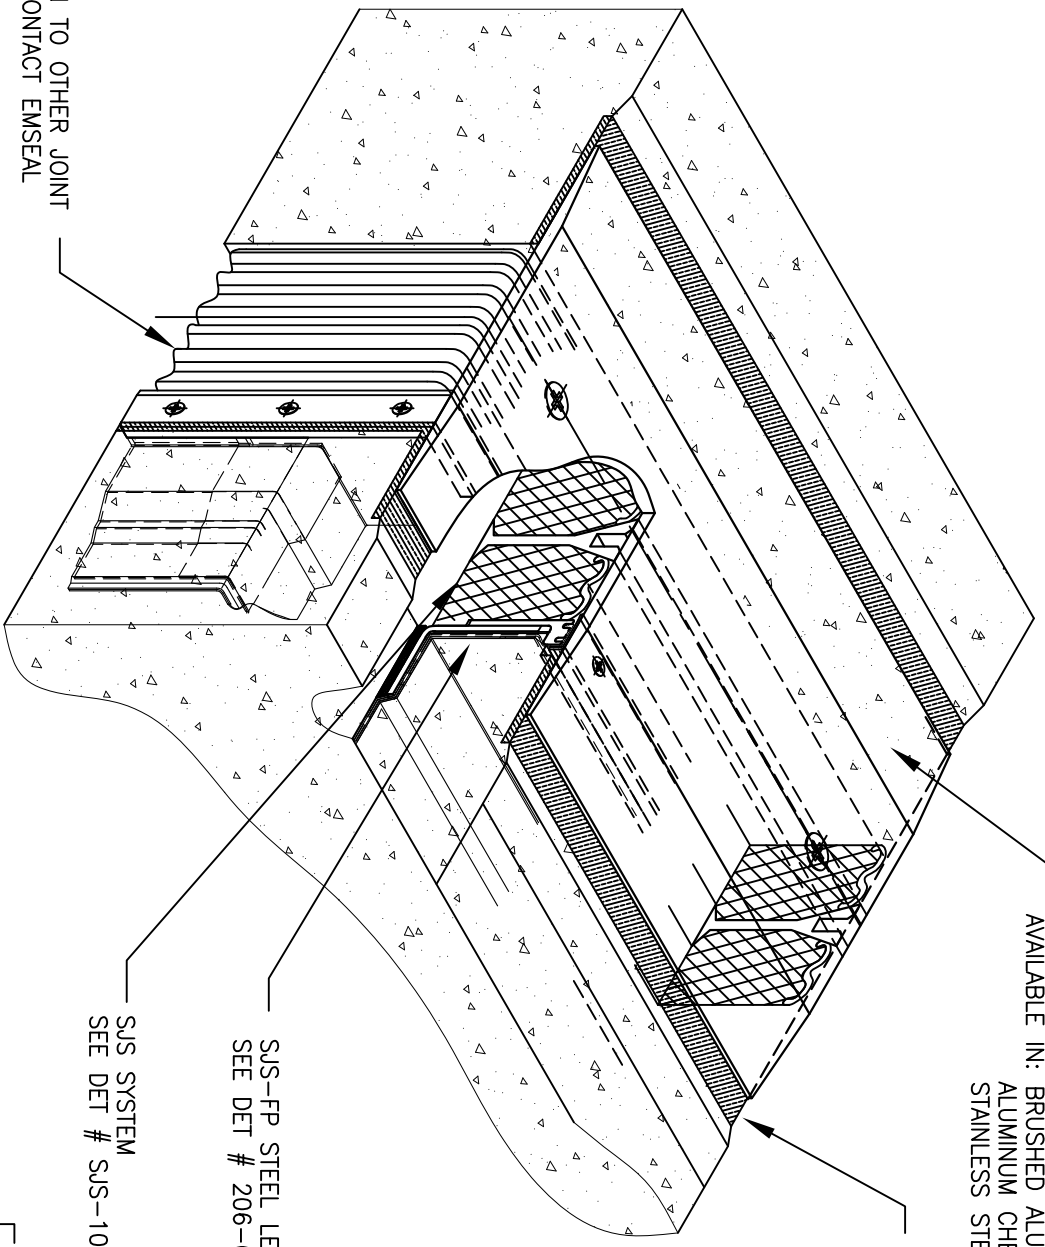 AVAILABLE IN: BRUSHED ALU
ALUMINUM CHE
STAINLESS STE
SJS-FP STEEL LE
SEE DET # 206-
SJS SYSTEM
SEE DET # SJS-10
TO OTHER JOINT
ONTACT EMSEAL